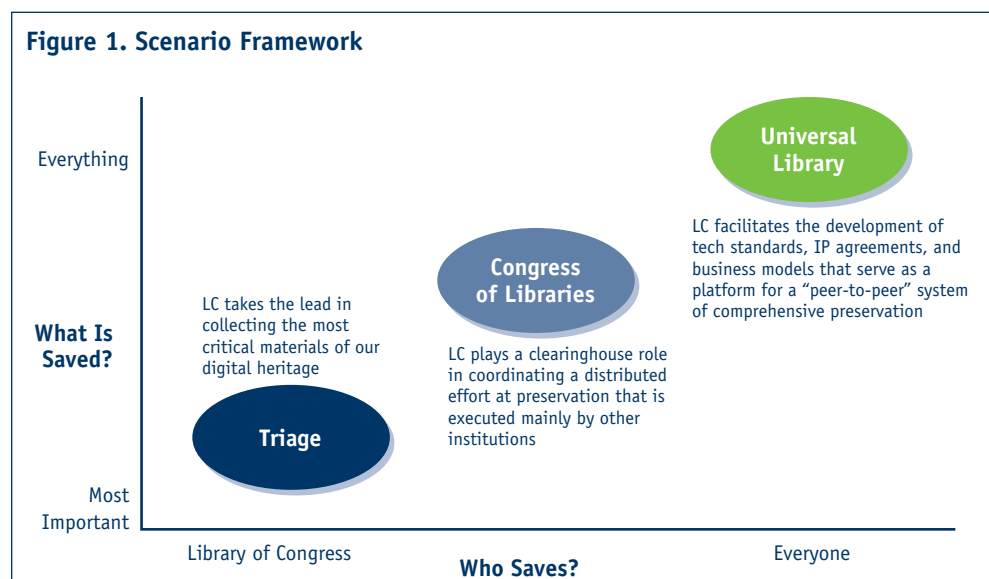 Figure 1. Scenario Framework
Everything
What Is
Saved?
Most
Important
LC takes the lead in
collecting the most
critical materials of our
digital heritage
Triage
Congress
of Libraries
LC plays a clearinghouse role
in coordinating a distributed
effort at preservation that is
executed mainly by other
institutions
Universal
Library
LC facilitates the development of
tech standards, IP agreements, and
business models that serve as a
platform for a “peer-to-peer” system
of comprehensive preservation
Library of Congress
Who Saves?
Everyone